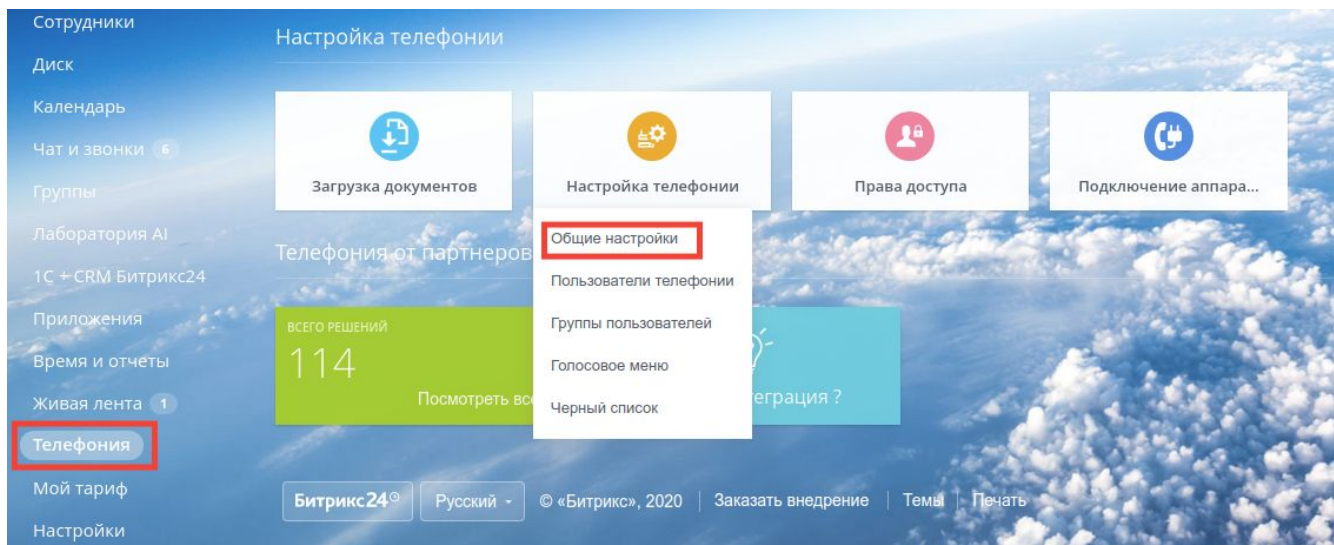 Сотрудники
Диск
Календарь
Чат и звонки 6
Группы
Лаборатория AI
1С + CRM Битрикс24
Приложения
Время и отчеты
Живая лента 1
Телефония
Мой тариф
Настройки
Настройка телефонии
Загрузка документов
Настройка телефонии
Права доступа
Подключение аппара...
Общие настройки
Пользователи телефонии
Группы пользователей
Голосовое меню
Черный список
Телефония от партнеров
ВСЕГО РЕШЕНИЙ
114
Посмотреть вс
еграция ?
Битрикс24 Русский © «Битрикс», 2020 Заказать внедрение Темы Печать